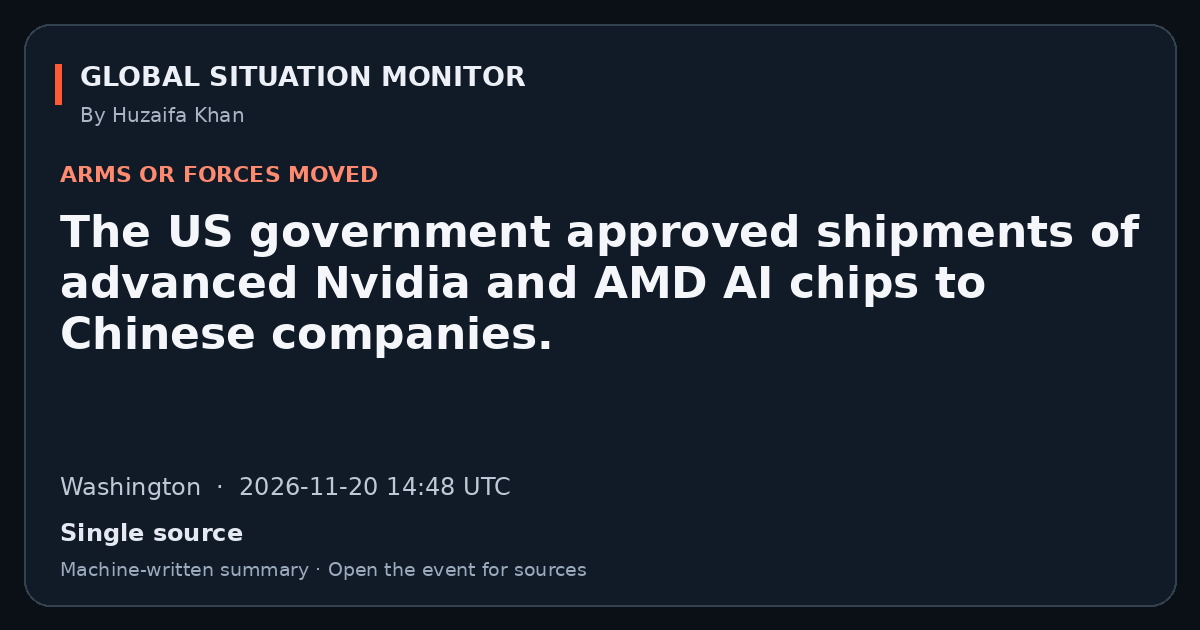 GLOBAL SITUATION MONITOR
By Huzaifa Khan
ARMS OR FORCES MOVED
The US government approved shipments of
advanced Nvidia and AMD AI chips to
Chinese companies.
Washington · 2026-11-20 14:48 UTC
Single source
Machine-written summary · Open the event for sources